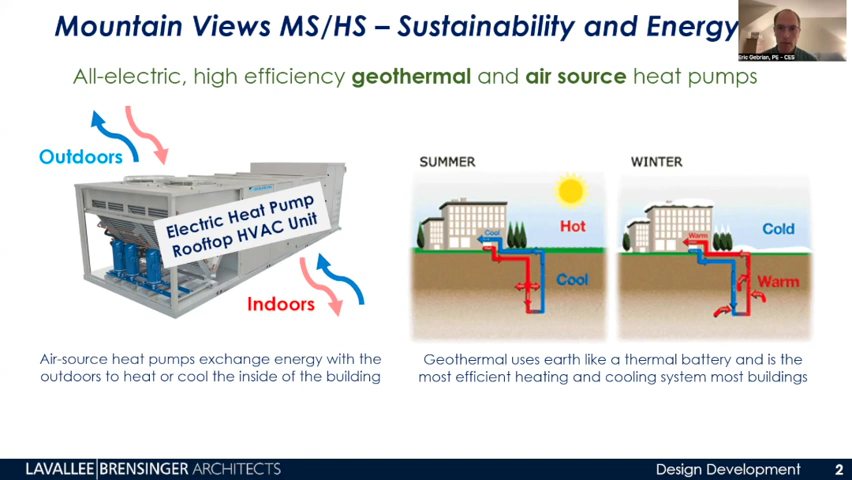 Mountain Views MS/HS – Sustainability and Energy
Eric Gebrian, PE - CES
All-electric, high efficiency geothermal and air source heat pumps
Outdoors
Electric Heat Pump
Rooftop HVAC Unit
Indoors
SUMMER
Hot
Cool
Cool
WINTER
Cold
Warm
Warm
Air-source heat pumps exchange energy with the
outdoors to heat or cool the inside of the building
Geothermal uses earth like a thermal battery and is the
most efficient heating and cooling system most buildings
LAVALLEE|BRENSINGER ARCHITECTS
Design Development 2